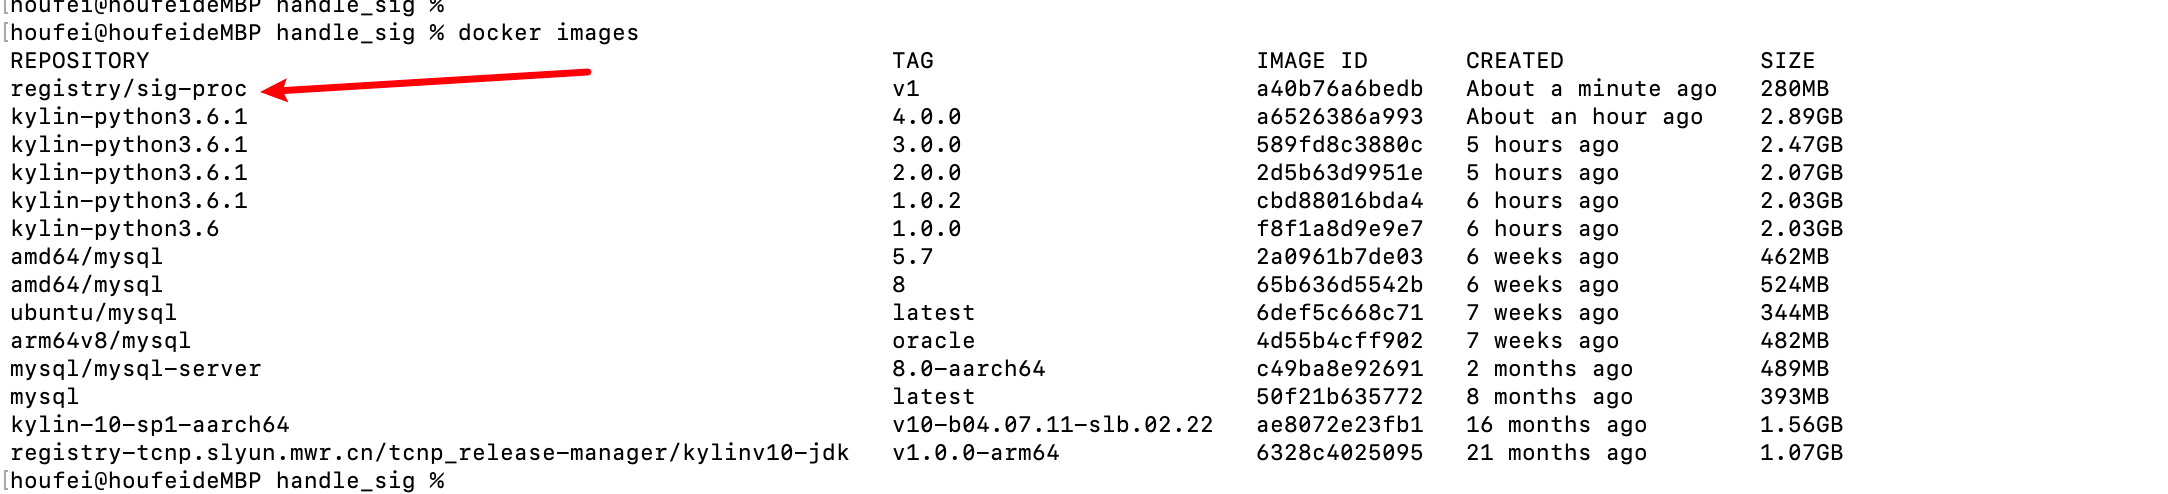 [houfei@houfeideMBP handle_sig %
[houfei@houfeideMBP handle_sig % docker images
REPOSITORY TAG IMAGE ID CREATED SIZE
registry/sig-proc v1 a40b76a6bedb About a minute ago 280MB
kylin-python3.6.1 4.0.0 a6526386a993 About an hour ago 2.89GB
kylin-python3.6.1 3.0.0 589fd8c3880c 5 hours ago 2.47GB
kylin-python3.6.1 2.0.0 2d5b63d9951e 5 hours ago 2.07GB
kylin-python3.6.1 1.0.2 cbd88016bda4 6 hours ago 2.03GB
kylin-python3.6 1.0.0 f8f1a8d9e9e7 6 hours ago 2.03GB
amd64/mysql 5.7 2a0961b7de03 6 weeks ago 462MB
amd64/mysql 8 65b636d5542b 6 weeks ago 524MB
ubuntu/mysql latest 6def5c668c71 7 weeks ago 344MB
arm64v8/mysql oracle 4d55b4cff902 7 weeks ago 482MB
mysql/mysql-server 8.0-aarch64 c49ba8e92691 2 months ago 489MB
mysql latest 50f21b635772 8 months ago 393MB
kylin-10-sp1-aarch64 v10-b04.07.11-slb.02.22 ae8072e23fb1 16 months ago 1.56GB
registry-tcnp.slyun.mwr.cn/tcnp_release-manager/kylinv10-jdk v1.0.0-arm64 6328c4025095 21 months ago 1.07GB
[houfei@houfeideMBP handle_sig %